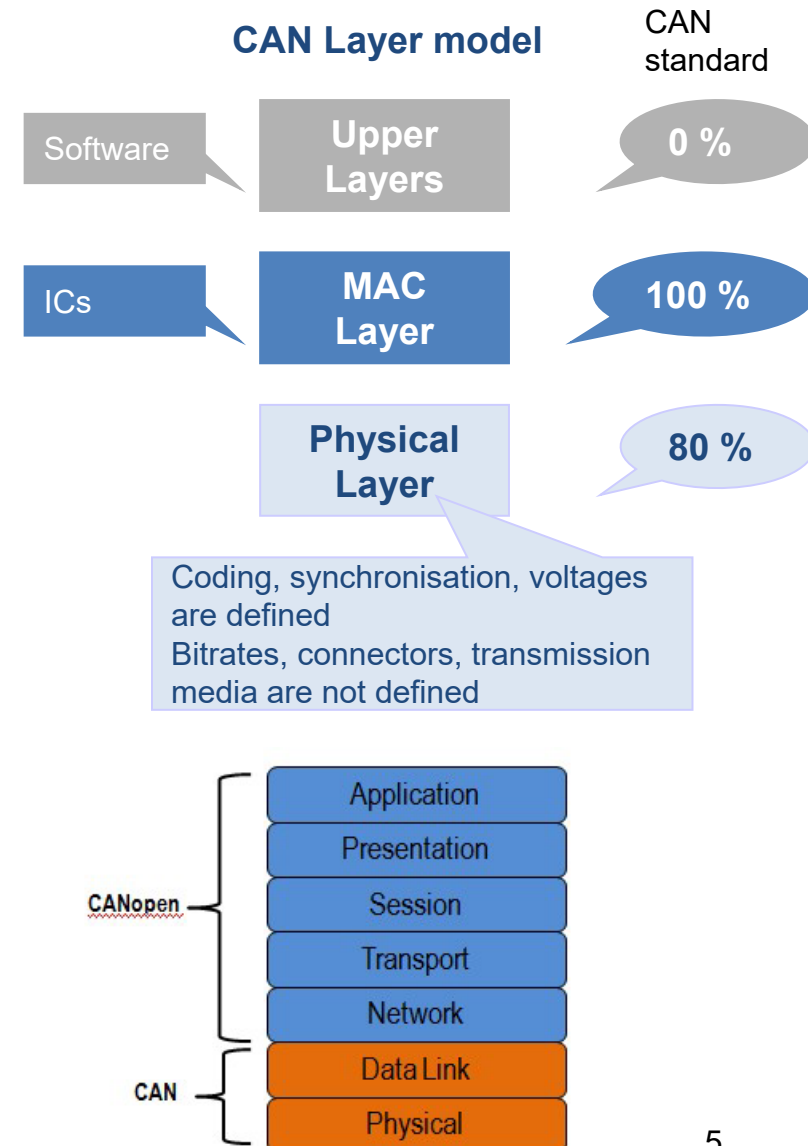 CAN Layer model
CAN
standard
Software
Upper
Layers
0 %
ICs
MAC
Layer
100 %
Physical
Layer
80 %
Coding, synchronisation, voltages
are defined
Bitrates, connectors, transmission
media are not defined
Application
Presentation
CANopen
Session
Transport
Network
Data Link
CAN
Physical
5